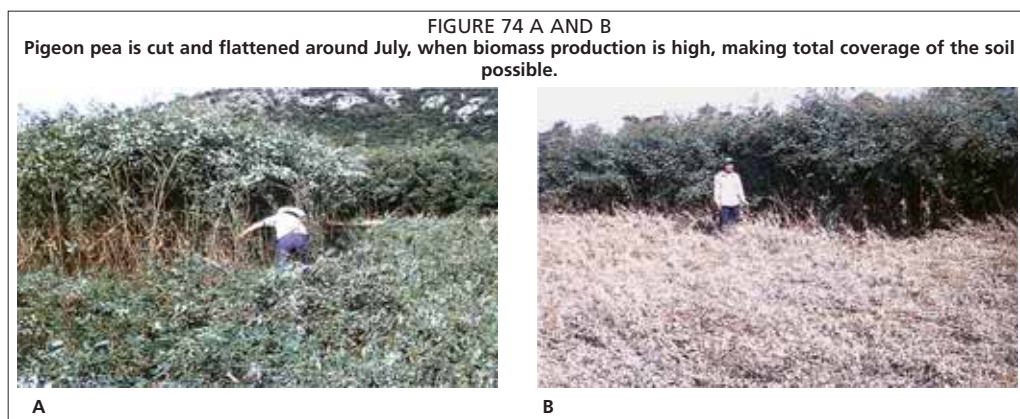 FIGURE 74 A AND B
Pigeon pea is cut and flattened around July, when biomass production is high, making total coverage of the soil
possible.
A
B